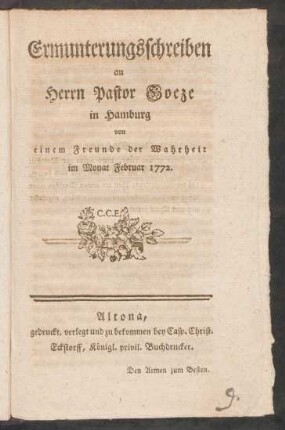 Ermunterungsschreiben
an
Herrn Pastor Goeze
in Hamburg
von
einem Freunde der Wahrheit
im Monat Februar 1772.
C.C.E.
Altona,
gedruckt, verlegt und zu bekommen bey Casp. Christ.
Eckstorff, Königl. privil. Buchdrucker.
Den Armen zum Besten.
9.